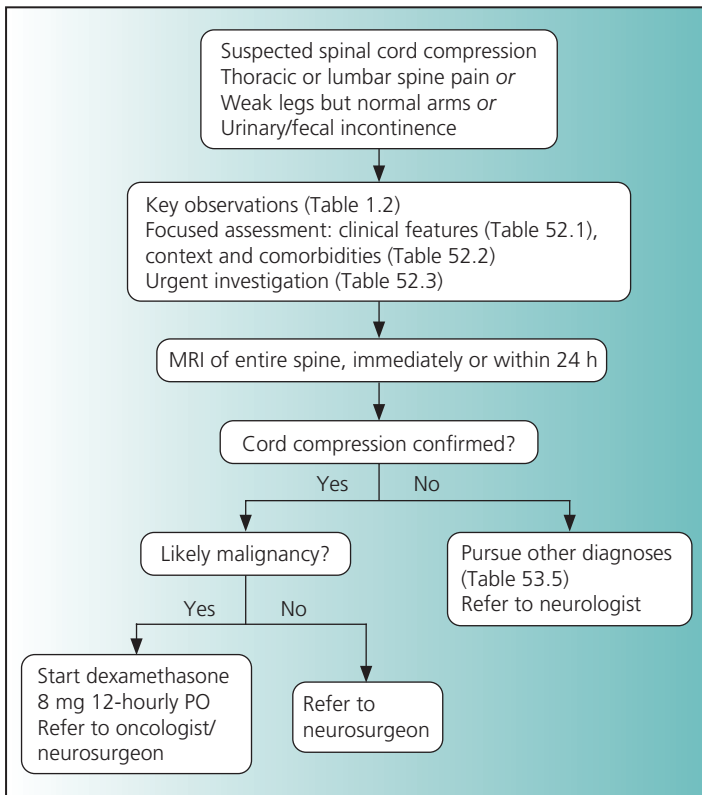 Suspected spinal cord compression
Thoracic or lumbar spine pain or
Weak legs but normal arms or
Urinary/fecal incontinence
Key observations (Table 1.2)
Focused assessment: clinical features (Table 52.1),
context and comorbidities (Table 52.2)
Urgent investigation (Table 52.3)
MRI of entire spine, immediately or within 24 h
Cord compression confirmed?
Yes
No
Likely malignancy?
Pursue other diagnoses
(Table 53.5)
Refer to neurologist
Yes
No
Start dexamethasone
8 mg 12-hourly PO
Refer to oncologist/
neurosurgeon
Refer to
neurosurgeon